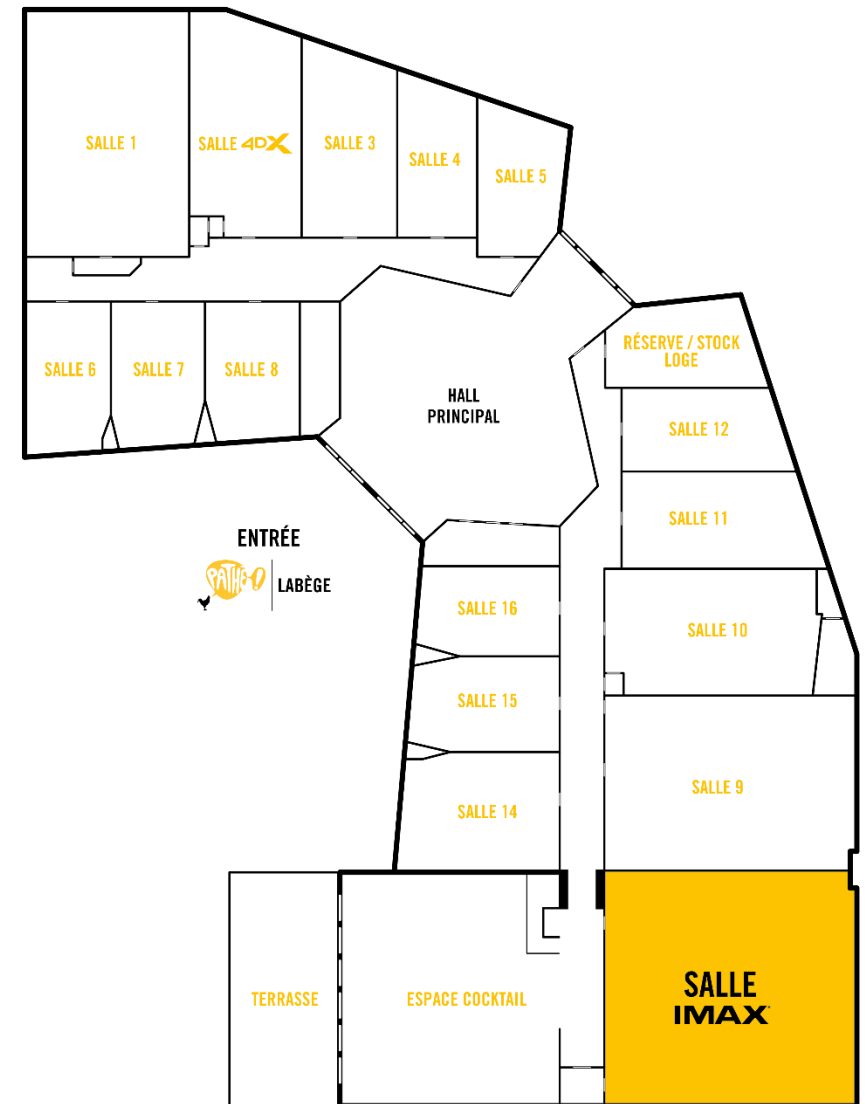 SALLE 1
SALLE 4DX
SALLE 3
SALLE 4
SALLE 5
SALLE 6
SALLE 7
SALLE 8
HALL
PRINCIPAL
RÉSERVE / STOCK
LOGE
SALLE 12
SALLE 11
ENTRÉE
PATHÉ
LABÈGE
SALLE 16
SALLE 10
SALLE 15
SALLE 9
SALLE 14
TERRASSE
ESPACE COCKTAIL
SALLE
IMAX